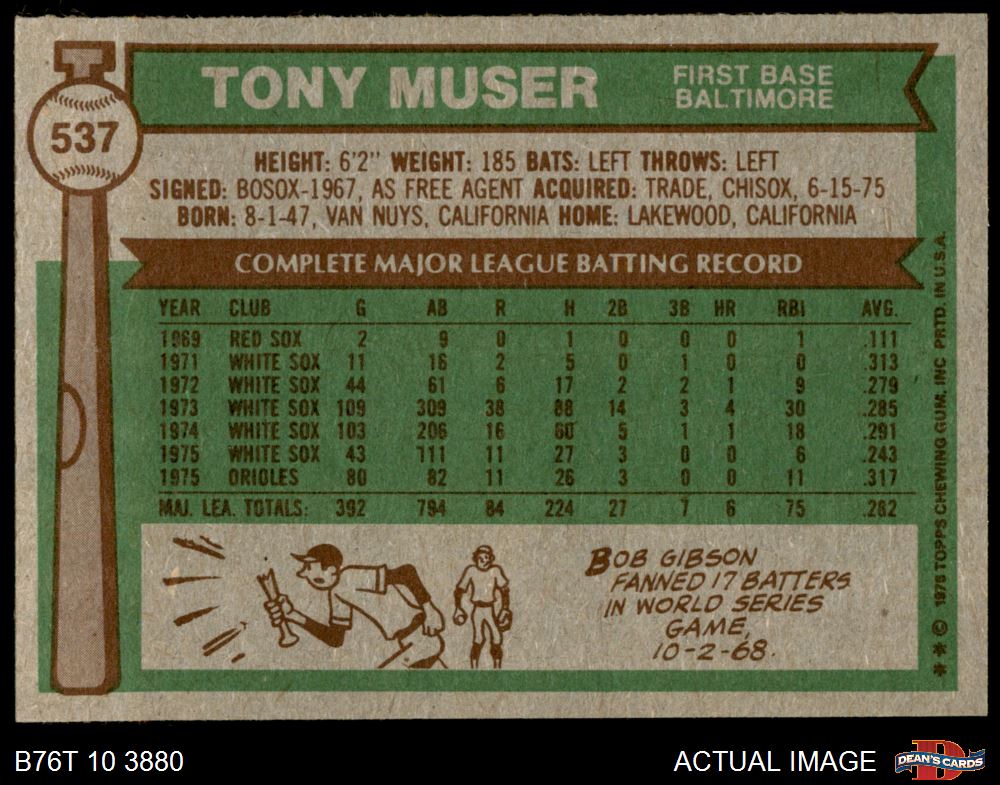 TONY MUSER
FIRST BASE
BALTIMORE
537
HEIGHT: 6'2" WEIGHT: 185 BATS: LEFT THROWS: LEFT
SIGNED: BOSOX-1967, AS FREE AGENT ACQUIRED: TRADE, CHISOX, 6-15-75
BORN: 8-1-47, VAN NUYS, CALIFORNIA HOME: LAKEWOOD, CALIFORNIA
COMPLETE MAJOR LEAGUE BATTING RECORD
YEAR CLUB G AB R H 2B 3B HR RBI AVG.
1969 RED SOX 2 9 0 1 0 0 0 1 .111
1971 WHITE SOX 11 16 2 5 0 1 0 0 .313
1972 WHITE SOX 44 61 6 17 2 2 1 9 .279
1973 WHITE SOX 109 309 38 88 14 3 4 30 .285
1974 WHITE SOX 103 206 16 60 5 1 1 18 .291
1975 WHITE SOX 43 111 11 27 3 0 0 6 .243
1975 ORIOLES 80 82 11 26 3 0 0 11 .317
MAJ. LEA. TOTALS: 392 794 84 224 27 7 6 75 .282
BOB GIBSON
FANNED 17 BATTERS
IN WORLD SERIES
GAME,
10-2-68.
** © 1976 TOPPS CHEWING GUM, INC. PRTD. IN U.S.A.
B76T 10 3880
ACTUAL IMAGE
DEAN'S CARDS